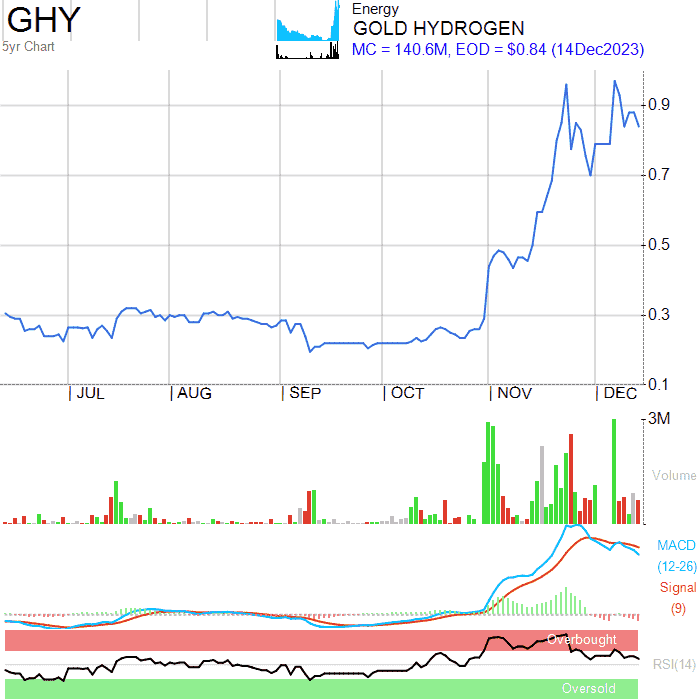 GHY
5yr Chart
Energy
GOLD HYDROGEN
MC = 140.6M, EOD = $0.84 (14Dec2023)
0.9
0.7
0.5
0.3
0.1
JUL AUG SEP OCT NOV DEC
3M
Volume
MACD
(12-26)
Signal
(9)
Overbought
RSI(14)
Oversold